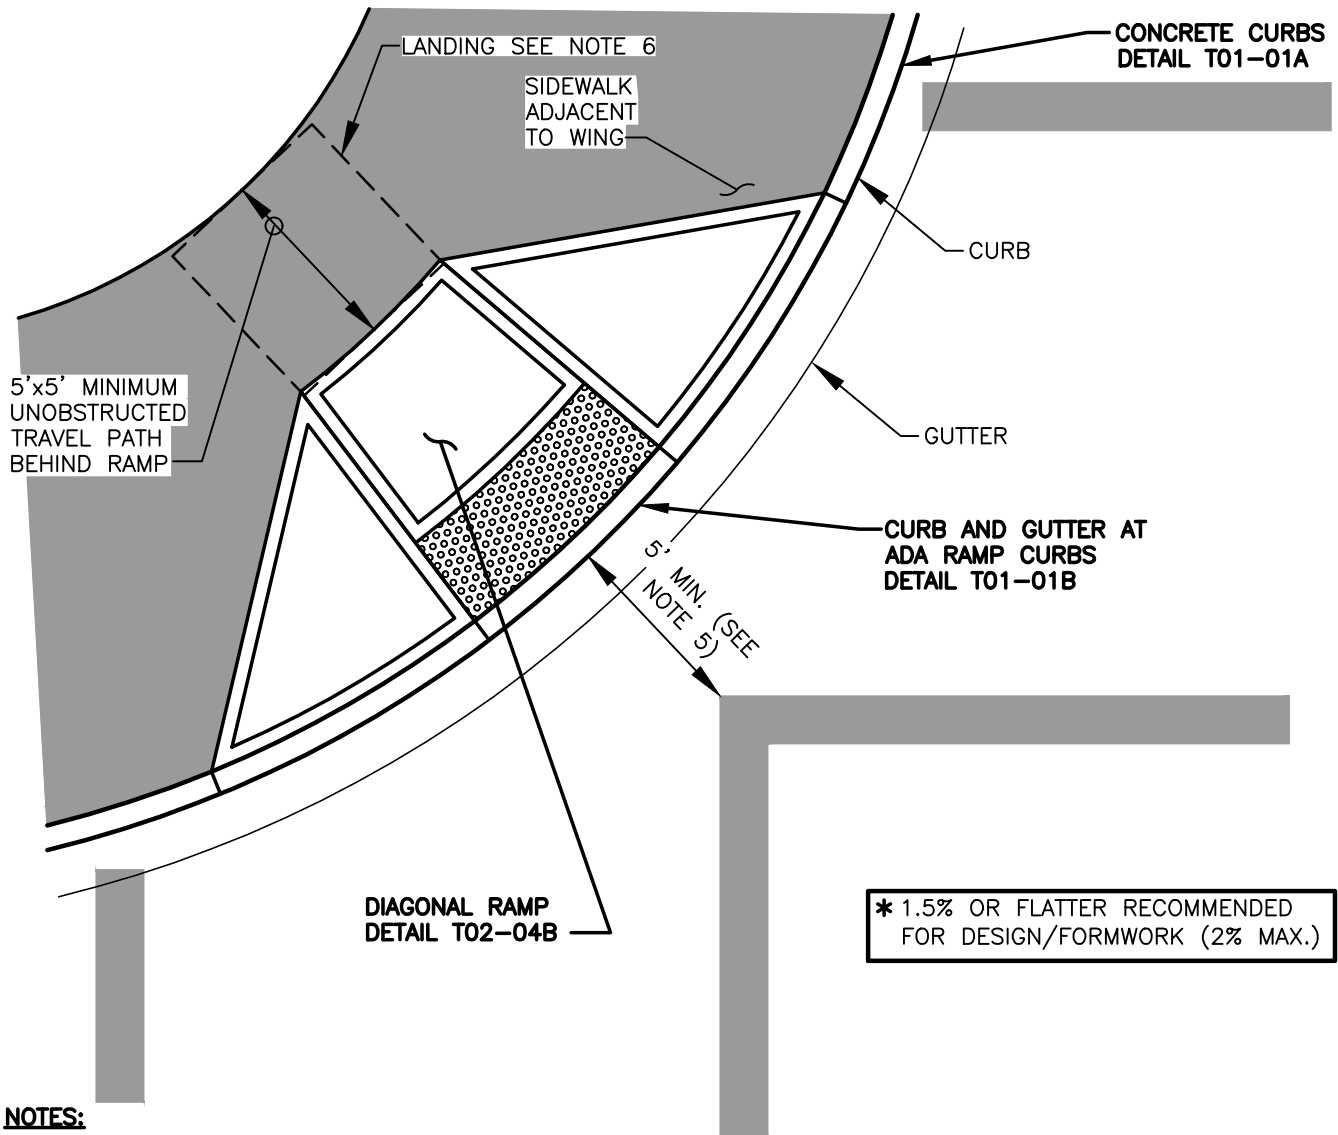 LANDING SEE NOTE 6
CONCRETE CURBS
DETAIL T01-01A
SIDEWALK
ADJACENT
TO WING
CURB
5'x5' MINIMUM
UNOBSTRUCTED
TRAVEL PATH
BEHIND RAMP
GUTTER
CURB AND GUTTER AT
ADA RAMP CURBS
DETAIL T01-01B
5' MIN. (SEE
NOTE 5)
DIAGONAL RAMP
DETAIL T02-04B
* 1.5% OR FLATTER RECOMMENDED
FOR DESIGN/FORMWORK (2% MAX.)
NOTES: